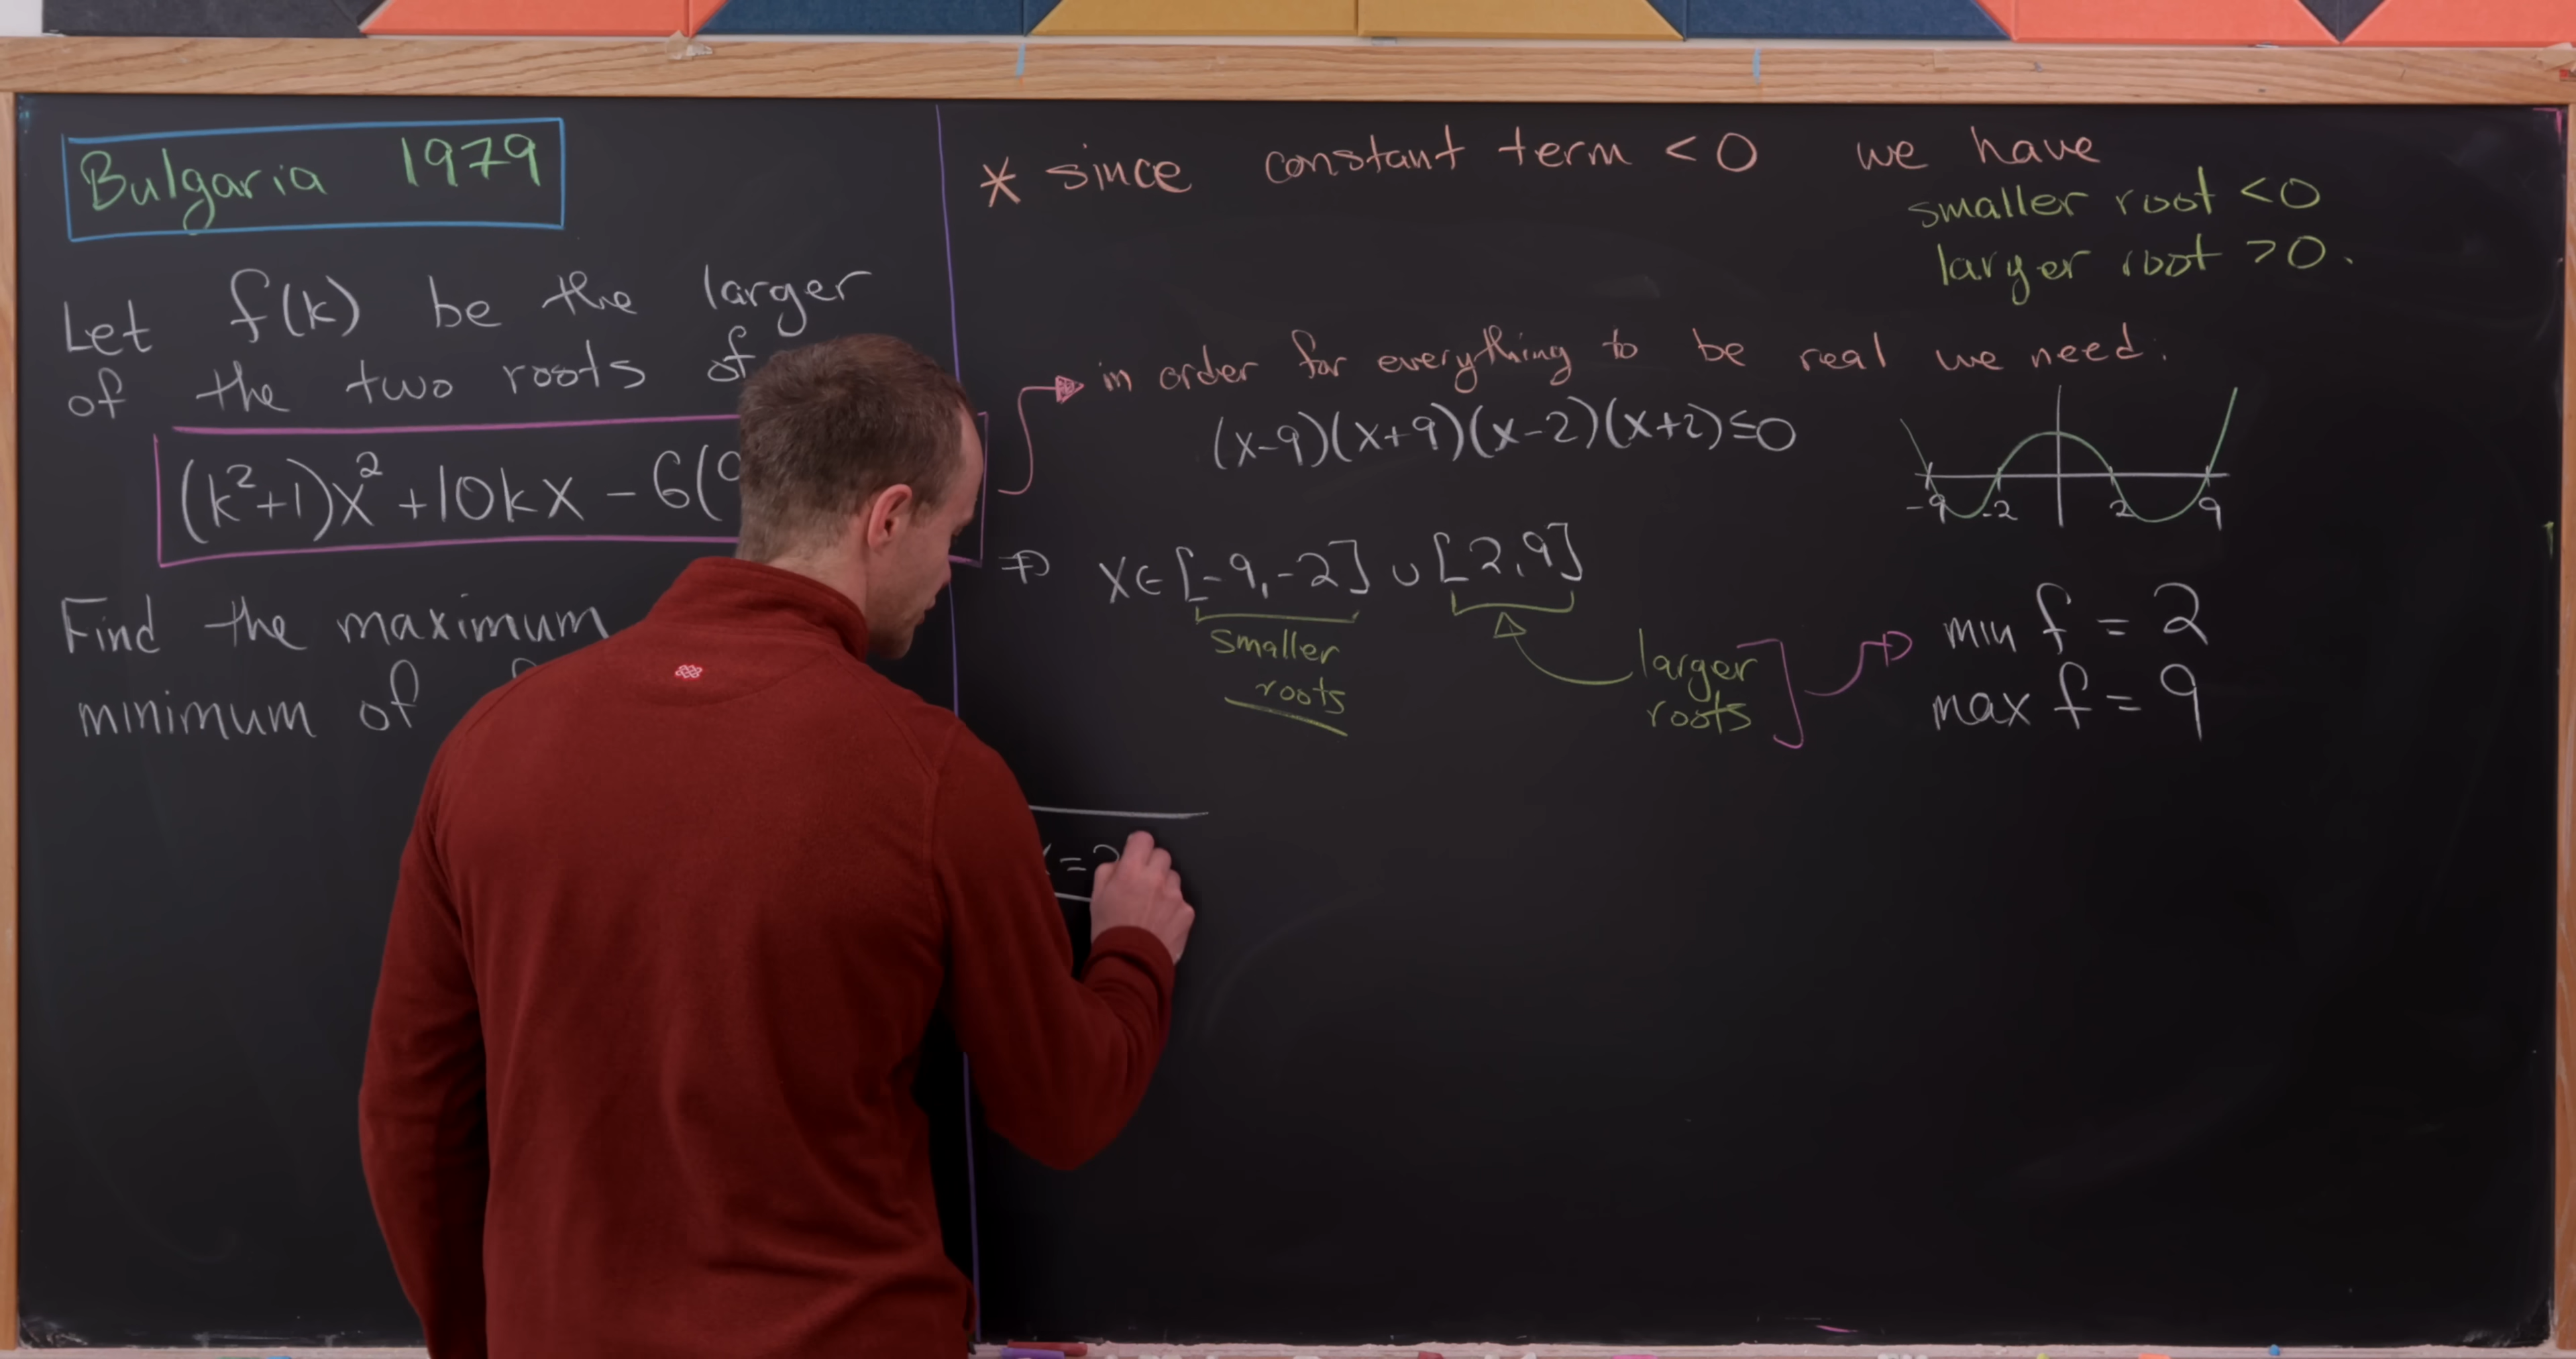 Bulgaria 1979
Let f(k) be the larger
of the two roots of
(k²+1)x²+10kx-6(
Find the maximum
minimum of
* since constant term < 0 we have
smaller root < 0
larger root > 0.
in order for everything to be real we need:
(x-9)(x+9)(x-2)(x+2)≤0
-9 -2 2 9
⇒ x∈[-9,-2]∪[2,9]
smaller
roots
larger
roots
min f = 2
max f = 9